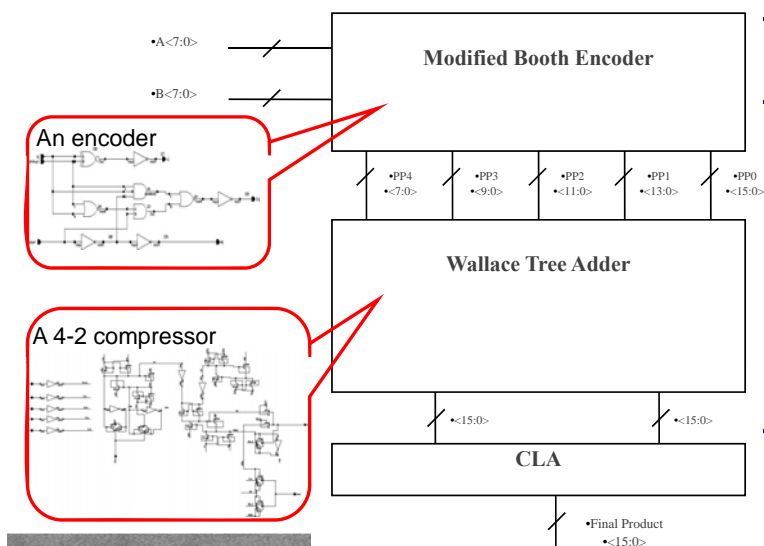 •A<7:0>
•B<7:0>
Modified Booth Encoder
An encoder
•PP4
•<7:0>
•PP3
•<9:0>
•PP2
•<11:0>
•PP1
•<13:0>
•PP0
•<15:0>
Wallace Tree Adder
A 4-2 compressor
•<15:0>
•<15:0>
CLA
•Final Product
•<15:0>